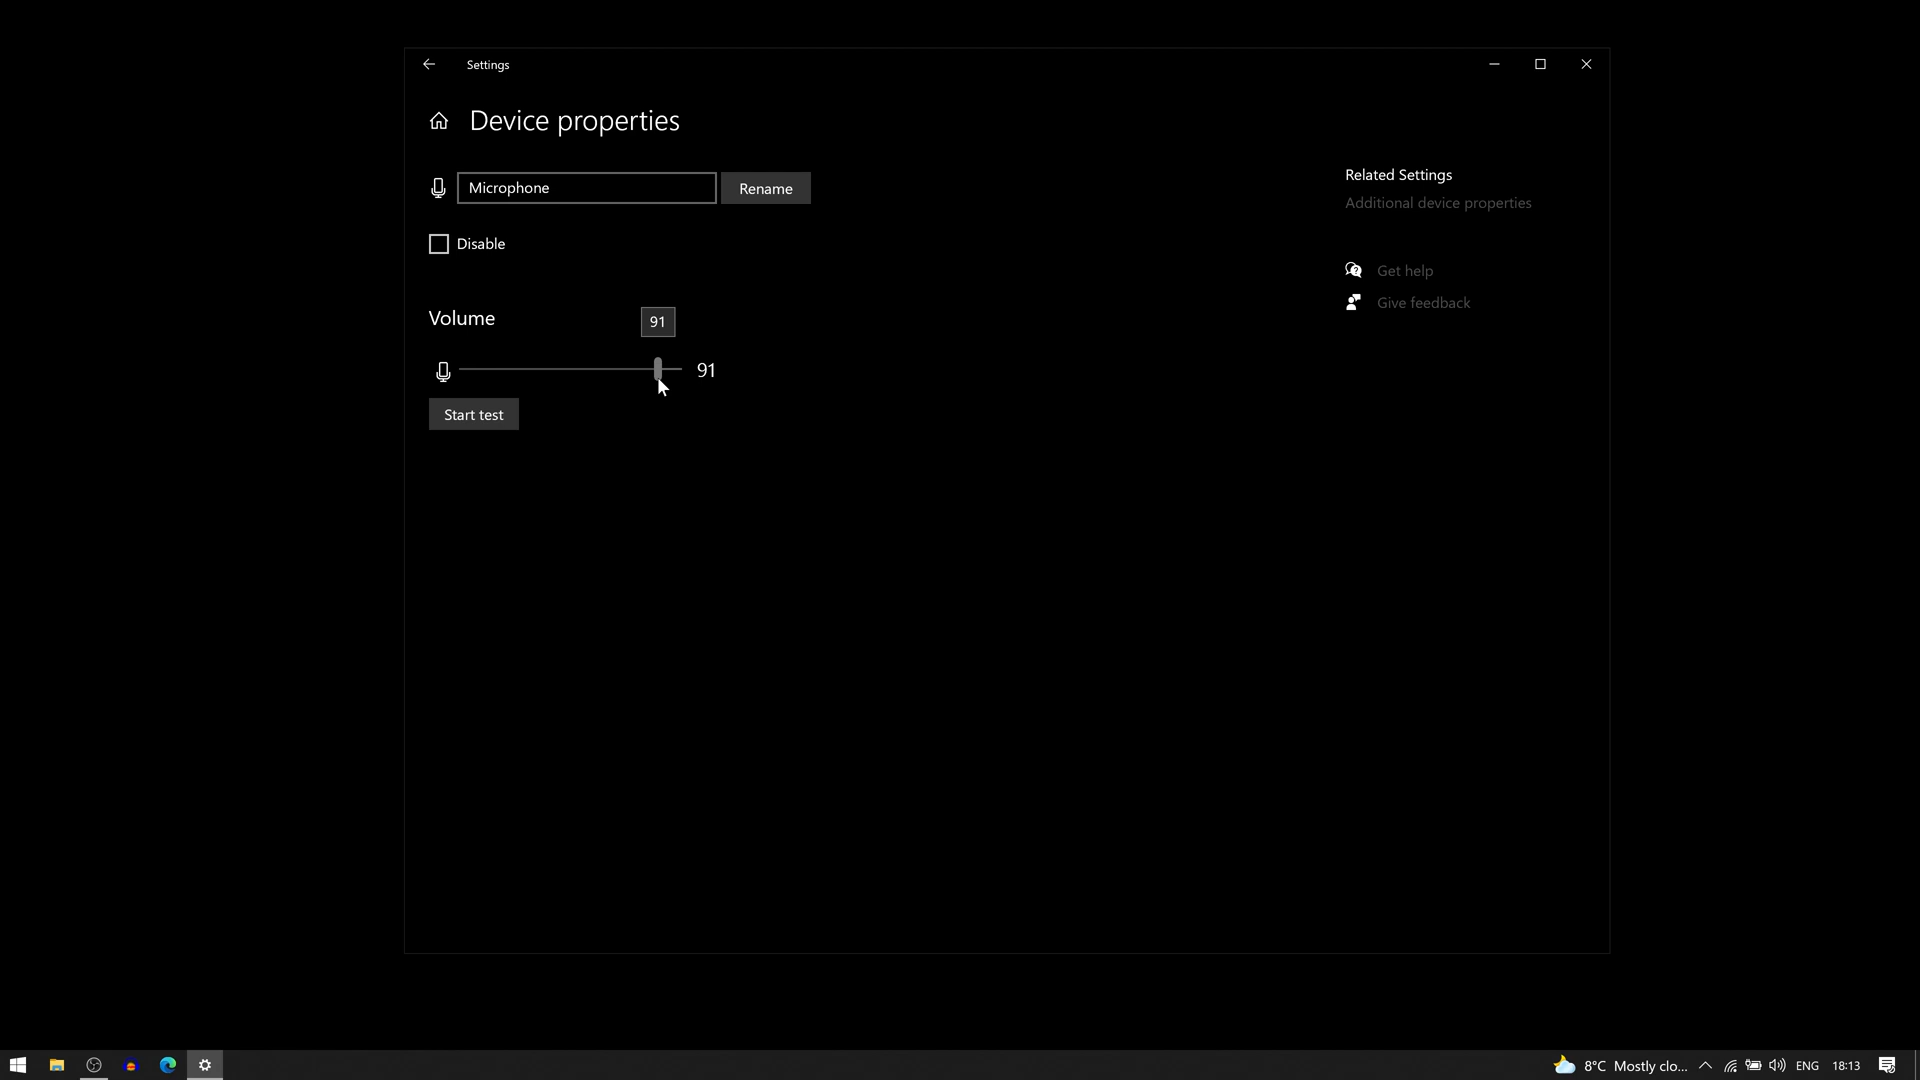 Settings
Device properties
Microphone
Rename
Disable
Related Settings
Additional device properties
Get help
Give feedback
Volume
91
91
Start test
8°C Mostly clo...
ENG
18:13